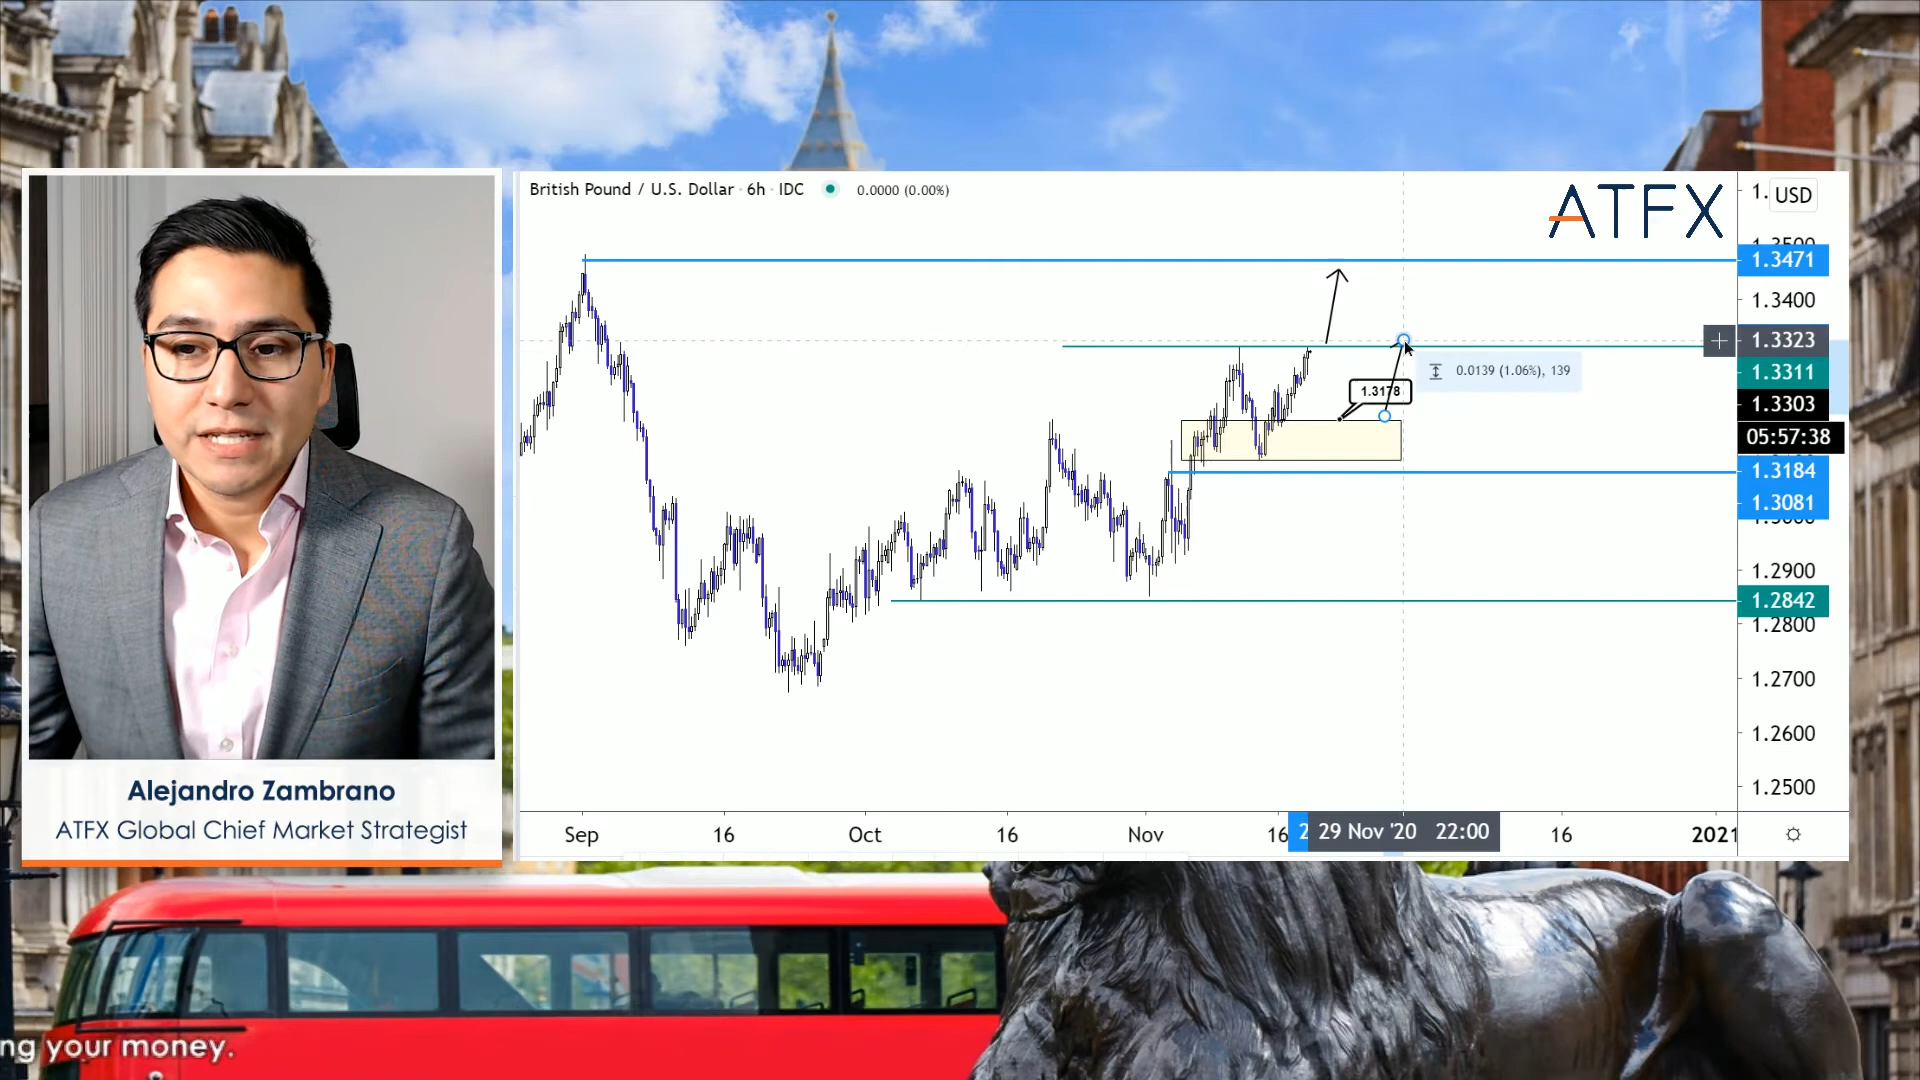 British Pound / U.S. Dollar · 6h · IDC 0.0000 (0.00%)
ATFX
USD
1.3471
1.3400
1.3323
1.3311
1.3303
05:57:38
1.3184
1.3081
1.2900
1.2842
1.2800
1.2700
1.2600
1.2500
0.0139 (1.06%), 139
1.3178
Sep 16 Oct 16 Nov 16 29 Nov '20 22:00 16 2021
Alejandro Zambrano
ATFX Global Chief Market Strategist
ng your money.